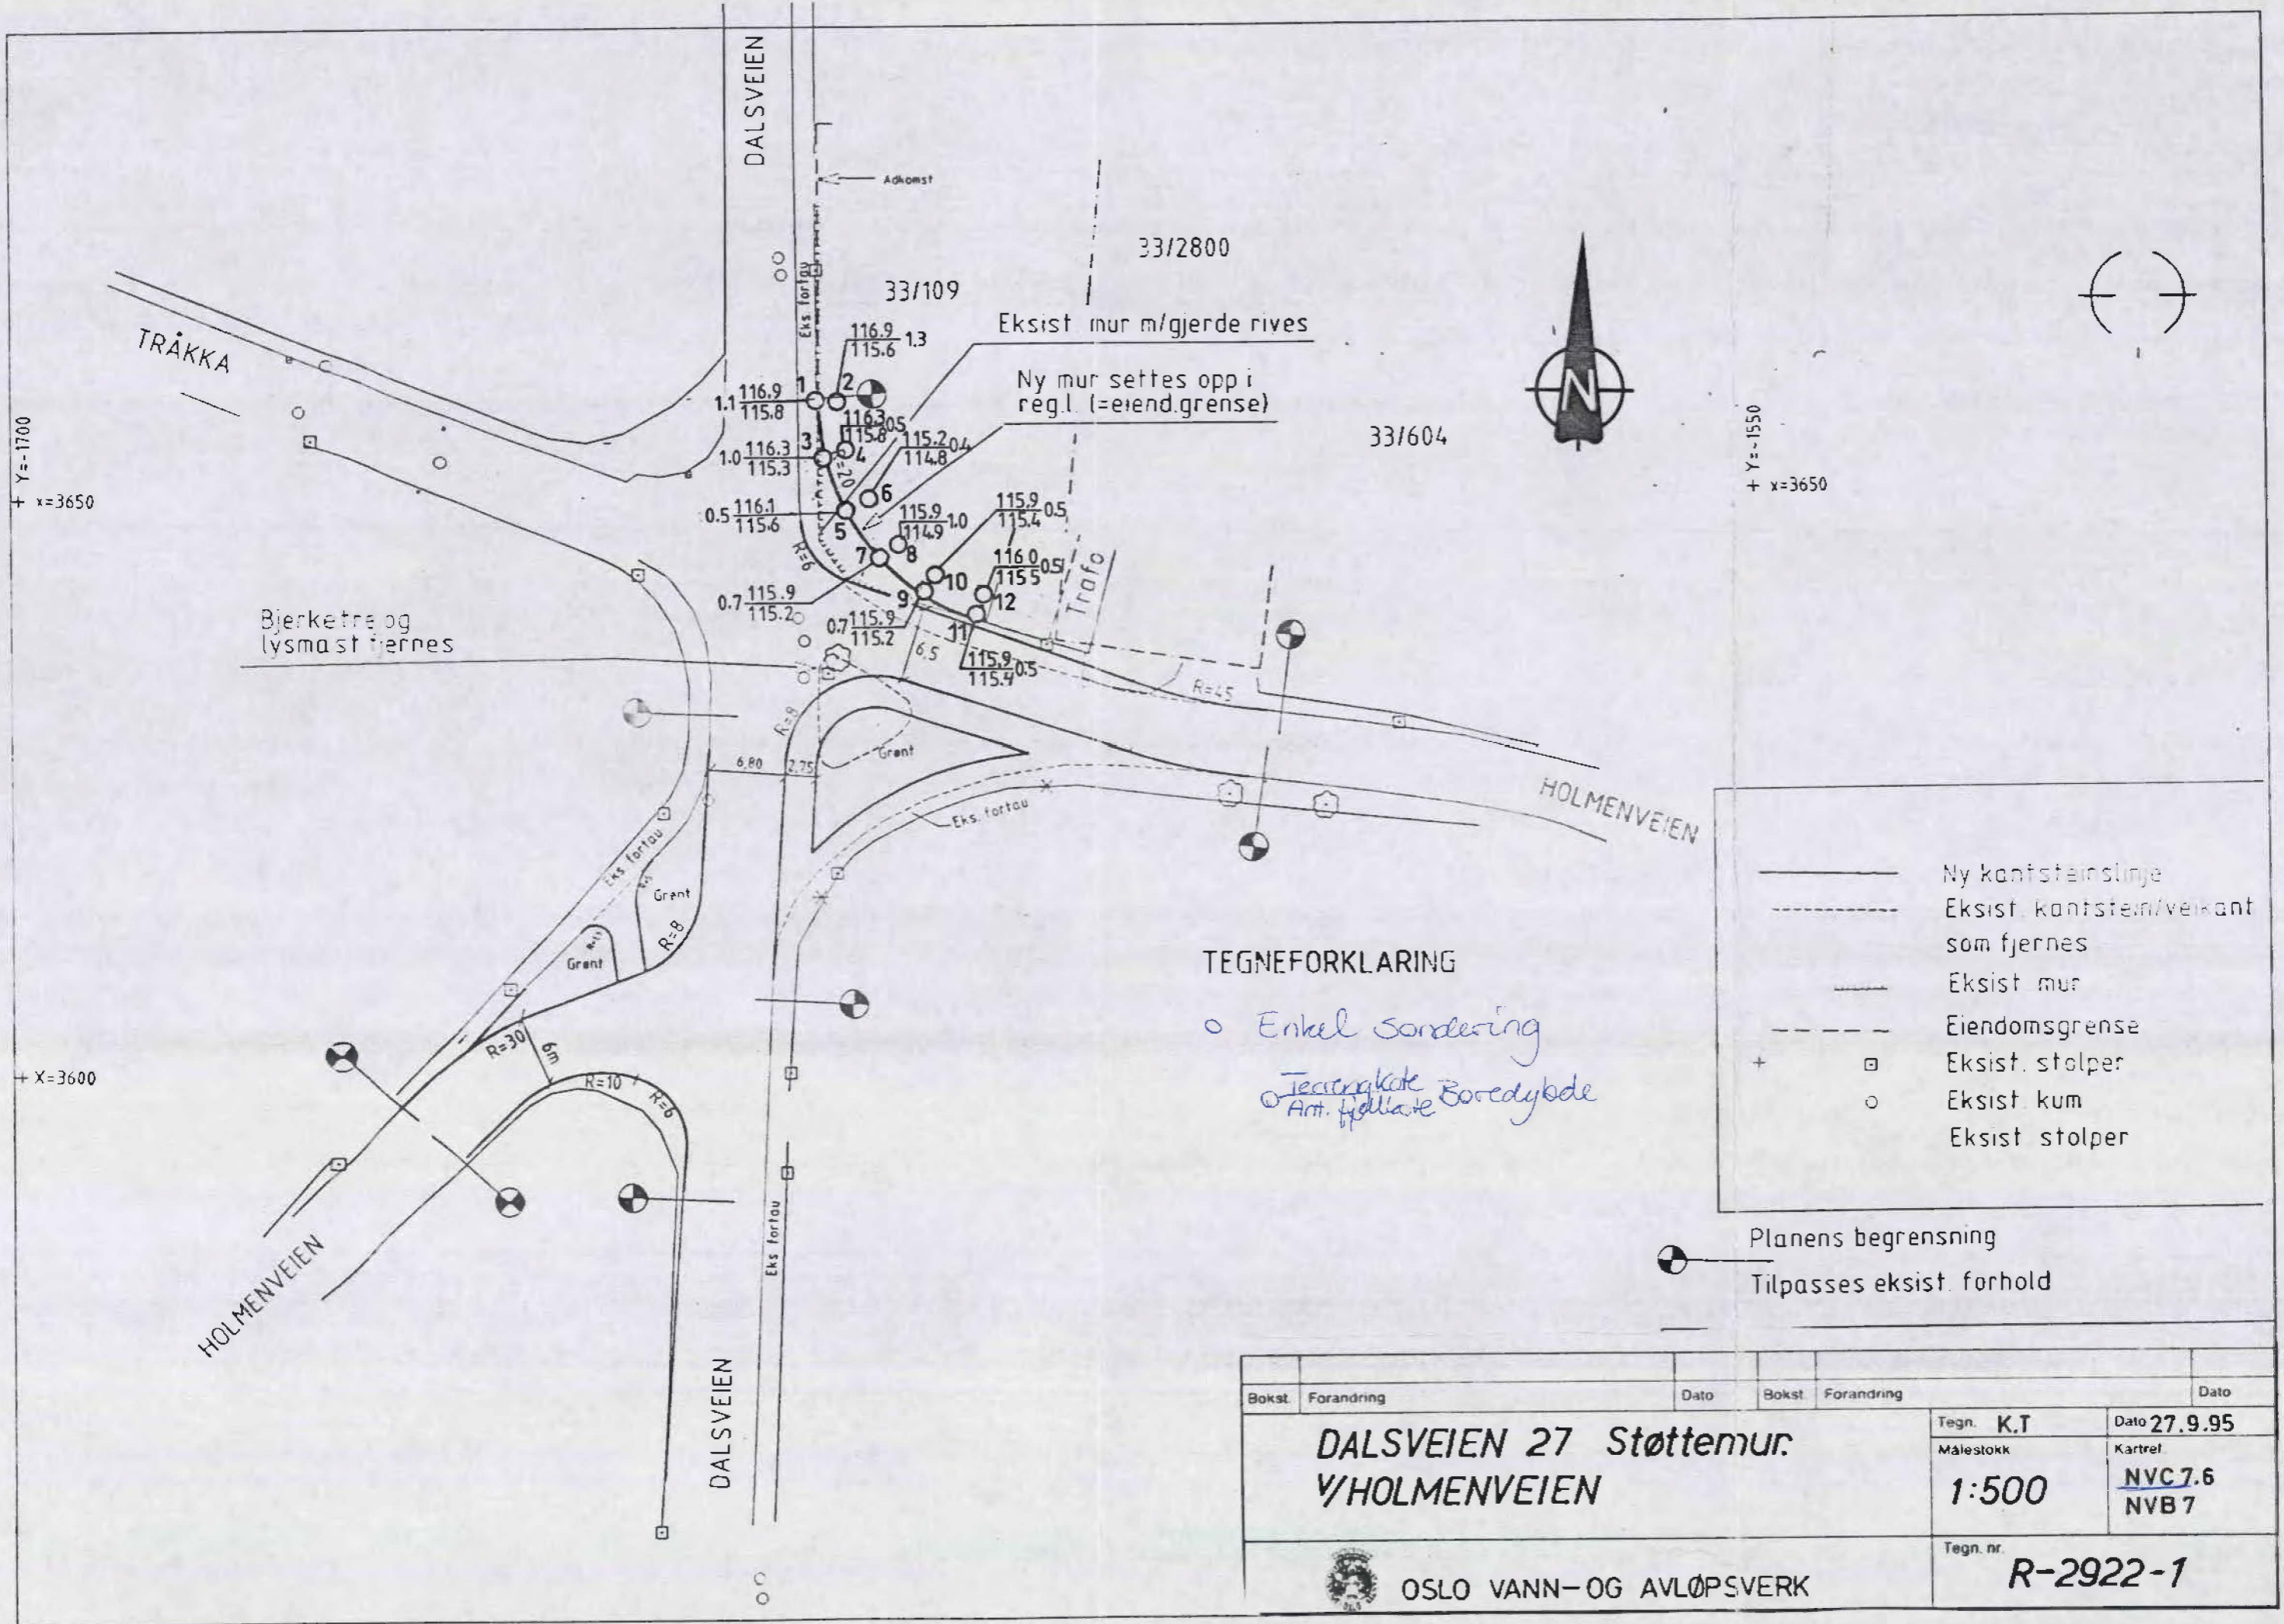 DALSVEIEN
Adkomst
33/2800
33/109
Eks fortau
TRÅKKA
Eksist mur m/gjerde rives
116.9
115.6
1.3
Ny mur settes opp i
reg.l. (=eiend.grense)
1
2
1.1
116.9
115.8
116.3
115.8
0.5
33/604
Y=-1700
x=3650
Y=-1550
x=3650
3
4
1.0
116.3
115.3
115.2
114.8
0.4
R=20
6
0.5
116.1
115.6
5
115.9
114.9
1.0
115.9
115.4
0.5
7
8
R=6
116.0
115.5
0.5
Trafo
10
12
0.7
115.9
115.2
9
11
0.7
115.9
115.2
6,5
115.9
115.4
0.5
Bjerketre og
lysmast fjernes
R=45
R=8
Grønt
6,80
2,75
HOLMENVEIEN
Eks. fortau
Eks fortau
Grønt
R=8
Grønt
R=30
6m
R=10
R=6
X=3600
HOLMENVEIEN
Eks fortau
DALSVEIEN
TEGNEFORKLARING
Enkel sondering
Terrengkote
Ant. fjellkote
Boredybde
Ny kantsteinslinje
Eksist. kantstein/veikant
som fjernes
Eksist mur
Eiendomsgrense
Eksist. stolper
Eksist kum
Eksist stolper
Planens begrensning
Tilpasses eksist. forhold
N
Bokst. Forandring Dato Bokst. Forandring Dato
DALSVEIEN 27 Støttemur.
V/HOLMENVEIEN
Tegn. K.T
Dato 27.9.95
Målestokk
1:500
Kartref.
NVC 7.6
NVB 7
OSLO VANN-OG AVLØPSVERK
Tegn. nr.
R-2922-1